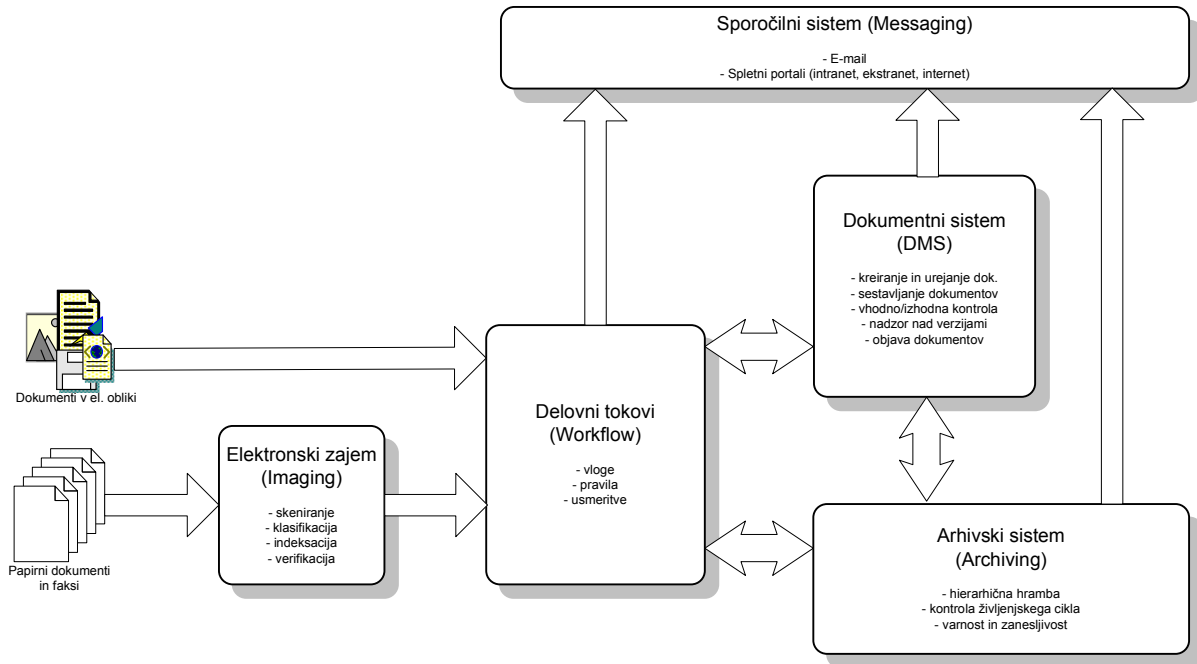 Sporočilni sistem (Messaging)
- E-mail
- Spletni portali (intranet, ekstranet, internet)
Dokumentni sistem
(DMS)
- kreiranje in urejanje dok.
- sestavljanje dokumentov
- vhodno/izhodna kontrola
- nadzor nad verzijami
- objava dokumentov
Dokumenti v el. obliki
Delovni tokovi
(Workflow)
- vloge
- pravila
- usmeritve
Elektronski zajem
(Imaging)
- skeniranje
- klasifikacija
- indeksacija
- verifikacija
Papirni dokumenti
in faksi
Arhivski sistem
(Archiving)
- hierarhična hramba
- kontrola življenjskega cikla
- varnost in zanesljivost